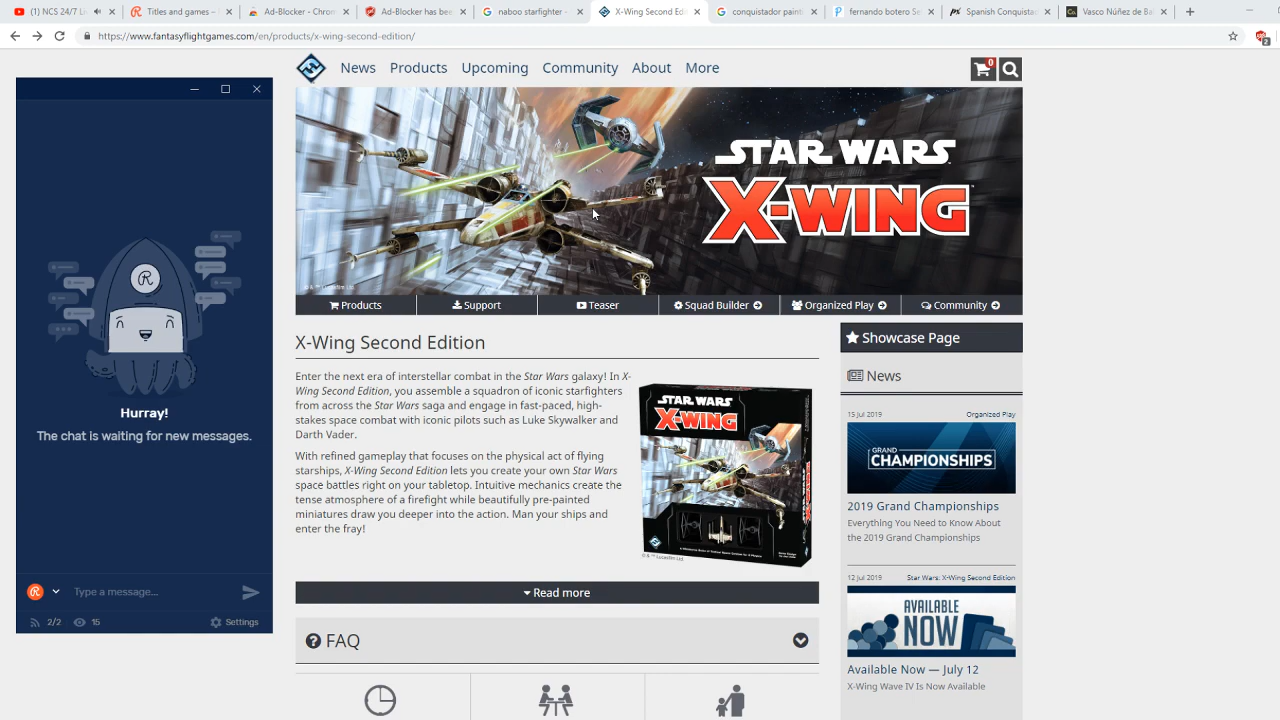 (1) NCS 24/7 Li
Titles and games –
Ad-Blocker - Chrom
Ad-Blocker has bee
naboo starfighter -
X-Wing Second Edi
conquistador painti
fernando botero Se
Spanish Conquista
Vasco Núñez de Bal
https://www.fantasyflightgames.com/en/products/x-wing-second-edition/
2
News
Products
Upcoming
Community
About
More
0
STAR WARS
X-WING
Products
Support
Teaser
Squad Builder
Organized Play
Community
Hurray!
The chat is waiting for new messages.
Type a message...
2/2
15
Settings
X-Wing Second Edition
Enter the next era of interstellar combat in the Star Wars galaxy! In X-
Wing Second Edition, you assemble a squadron of iconic starfighters
from across the Star Wars saga and engage in fast-paced, high-
stakes space combat with iconic pilots such as Luke Skywalker and
Darth Vader.
With refined gameplay that focuses on the physical act of flying
starships, X-Wing Second Edition lets you create your own Star Wars
space battles right on your tabletop. Intuitive mechanics create the
tense atmosphere of a firefight while beautifully pre-painted
miniatures draw you deeper into the action. Man your ships and
enter the fray!
STAR WARS
X-WING
Read more
FAQ
Showcase Page
News
15 Jul 2019
Organized Play
GRAND
CHAMPIONSHIPS
2019 Grand Championships
Everything You Need to Know About
the 2019 Grand Championships
12 Jul 2019
Star Wars: X-Wing Second Edition
AVAILABLE
NOW
Available Now — July 12
X-Wing Wave IV Is Now Available